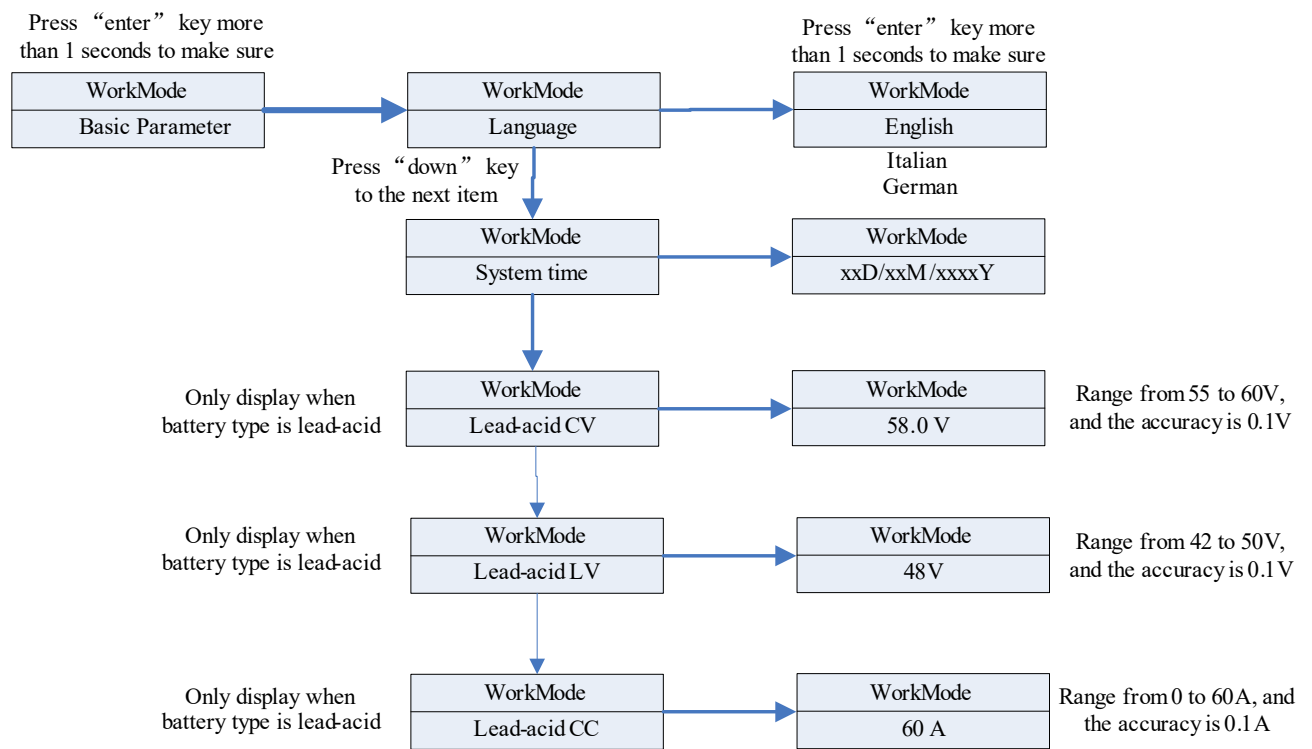 Press “enter” key more
than 1 seconds to make sure
Press “enter” key more
than 1 seconds to make sure
WorkMode
Basic Parameter
WorkMode
Language
WorkMode
English
Italian
German
Press “down” key
to the next item
WorkMode
System time
WorkMode
xxD/xxM/xxxxY
Only display when
battery type is lead-acid
WorkMode
Lead-acid CV
WorkMode
58.0 V
Range from 55 to 60V,
and the accuracy is 0.1V
Only display when
battery type is lead-acid
WorkMode
Lead-acid LV
WorkMode
48V
Range from 42 to 50V,
and the accuracy is 0.1V
Only display when
battery type is lead-acid
WorkMode
Lead-acid CC
WorkMode
60 A
Range from 0 to 60A, and
the accuracy is 0.1A